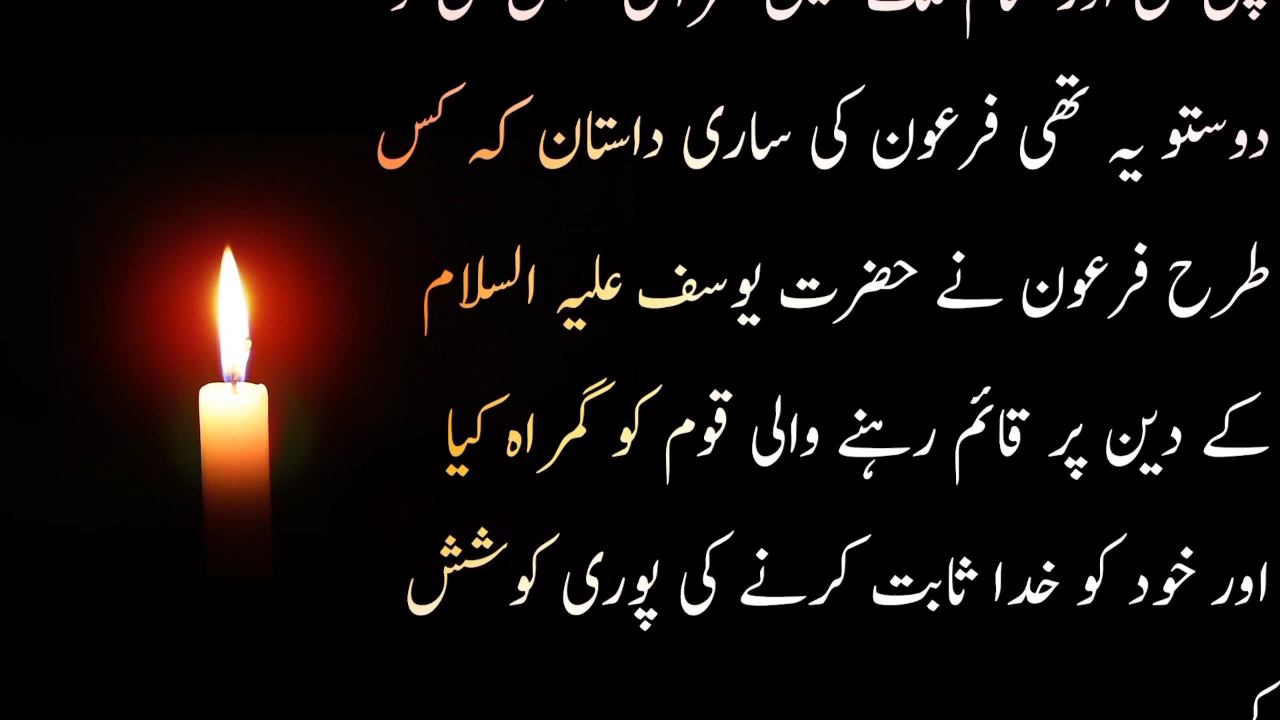 دوستو یہ تھی فرعون کی ساری داستان کہ کس
طرح فرعون نے حضرت یوسف علیہ السلام
کے دین پر قائم رہنے والی قوم کو گمراہ کیا
اور خود کو خدا ثابت کرنے کی پوری کوشش